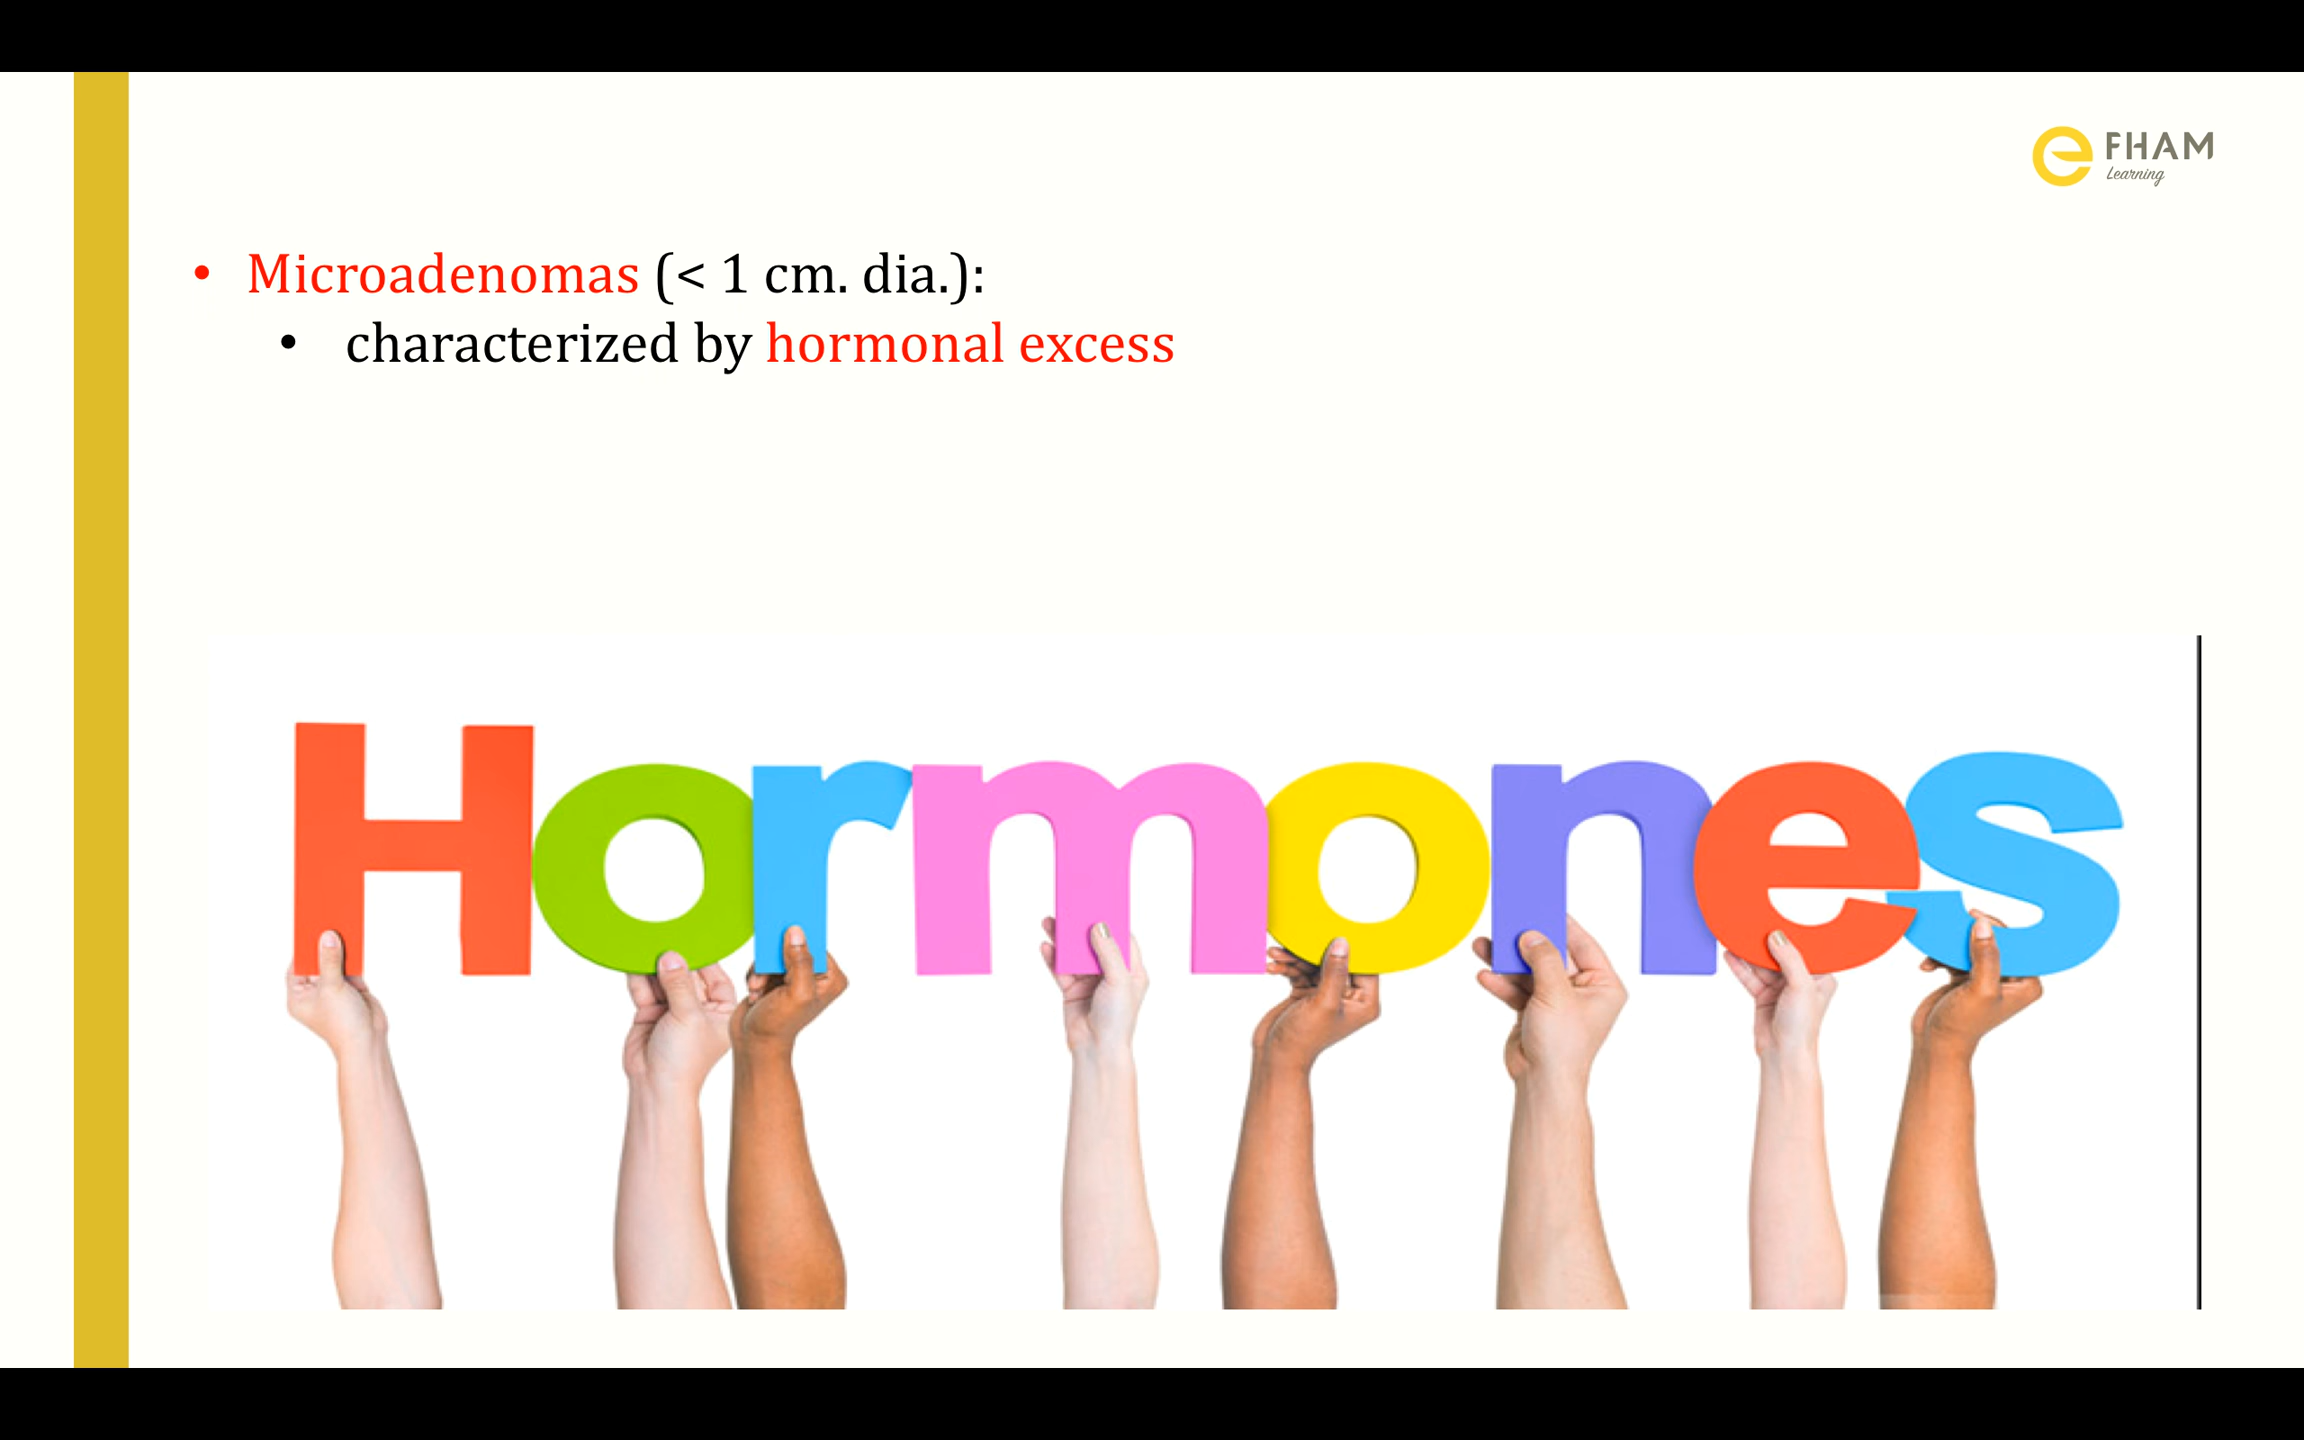 e FHAM
Learning
• Microadenomas (< 1 cm. dia.):
• characterized by hormonal excess
Hormones